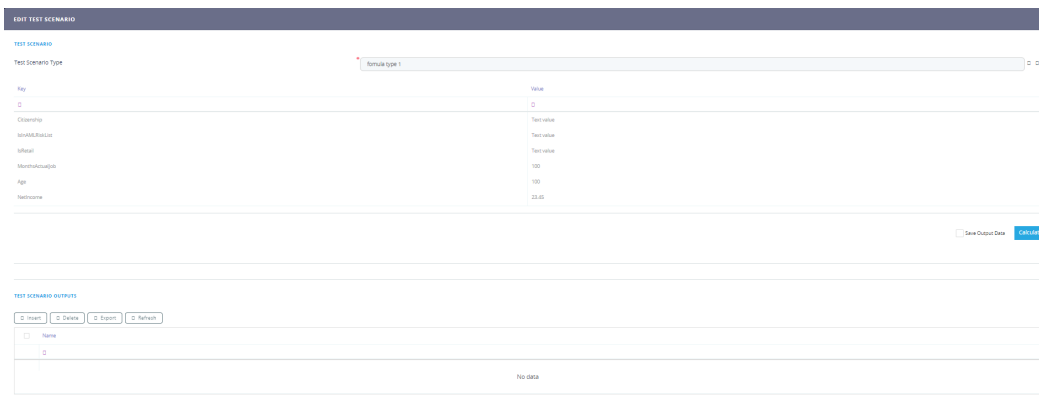 EDIT TEST SCENARIO
TEST SCENARIO
Test Scenario Type * fomula type 1
Key Value
Citizenship Text value
IsInAMLRiskList Text value
IsRetail Text value
MonthsActualJob 100
Age 100
NetIncome 23.45
Save Output Data Calculat
TEST SCENARIO OUTPUTS
Insert Delete Export Refresh
Name
No data